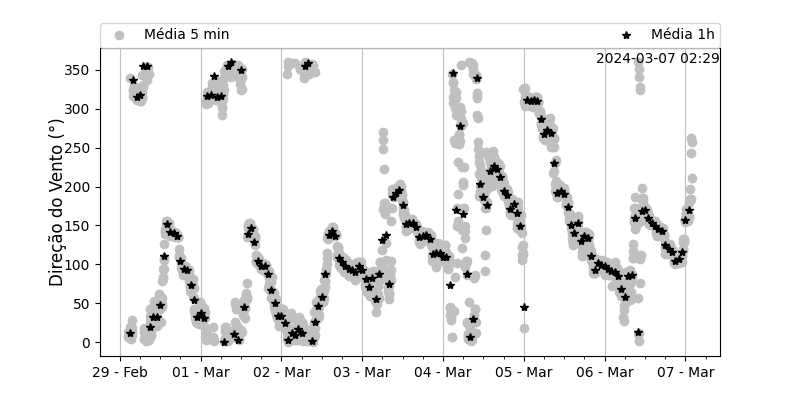 Média 5 min
Média 1h
2024-03-07 02:29
Direção do Vento (°)
350
300
250
200
150
100
50
0
29 - Feb
01 - Mar
02 - Mar
03 - Mar
04 - Mar
05 - Mar
06 - Mar
07 - Mar